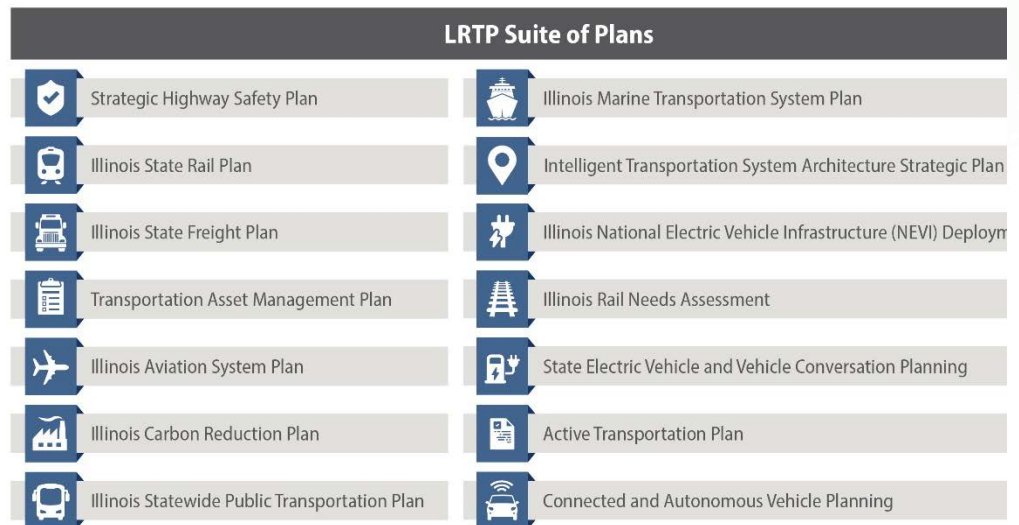 LRTP Suite of Plans
Strategic Highway Safety Plan
Illinois State Rail Plan
Illinois State Freight Plan
Transportation Asset Management Plan
Illinois Aviation System Plan
Illinois Carbon Reduction Plan
Illinois Statewide Public Transportation Plan
Illinois Marine Transportation System Plan
Intelligent Transportation System Architecture Strategic Plan
Illinois National Electric Vehicle Infrastructure (NEVI)
Illinois Rail Needs Assessment
State Electric Vehicle and Vehicle Conversation Planning
Active Transportation Plan
Connected and Autonomous Vehicle Planning